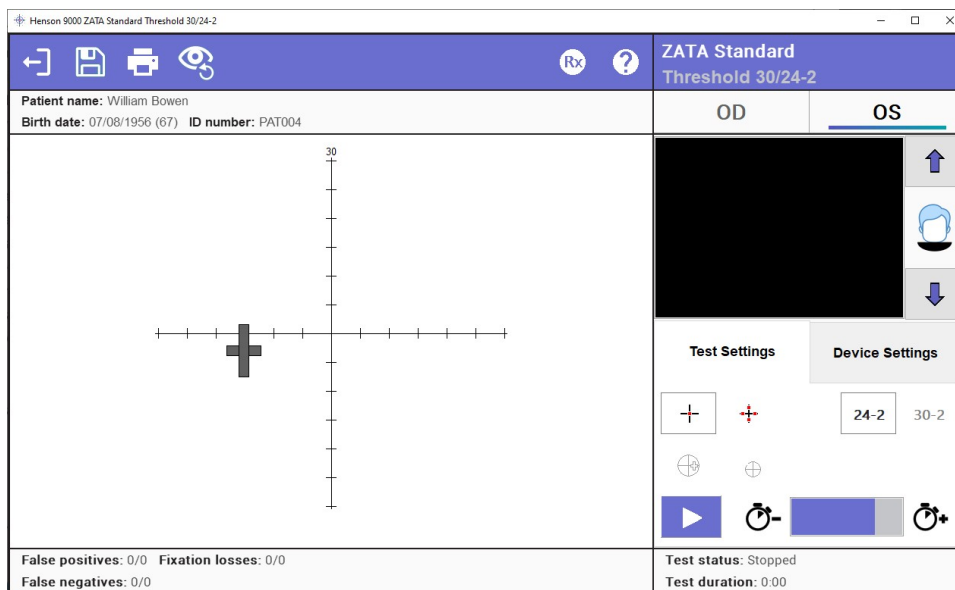 Henson 9000 ZATA Standard Threshold 30/24-2
Rx ?
ZATA Standard
Threshold 30/24-2
Patient name: William Bowen
Birth date: 07/08/1956 (67) ID number: PAT004
OD OS
30
Test Settings Device Settings
24-2 30-2
False positives: 0/0 Fixation losses: 0/0
False negatives: 0/0
Test status: Stopped
Test duration: 0:00